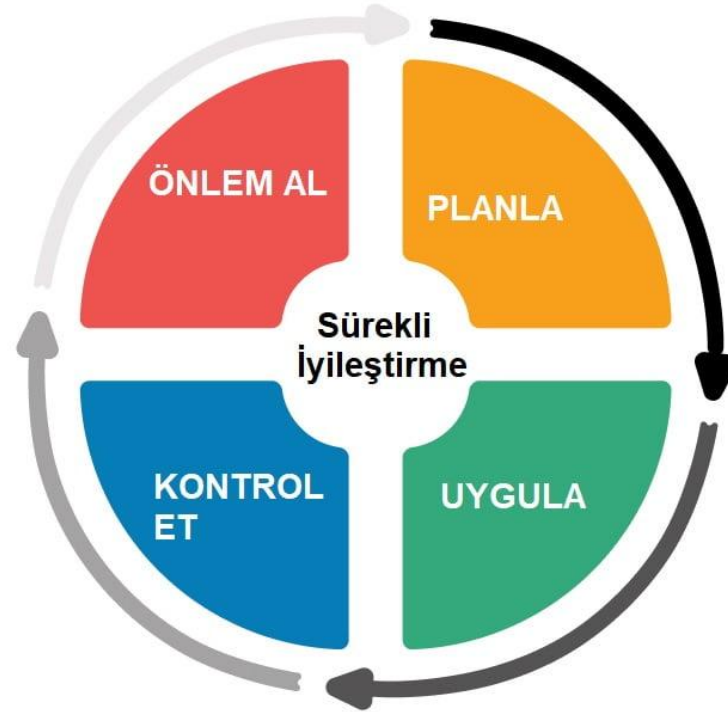 ÖNLEM AL
PLANLA
Sürekli
İyileştirme
KONTROL
ET
UYGULA